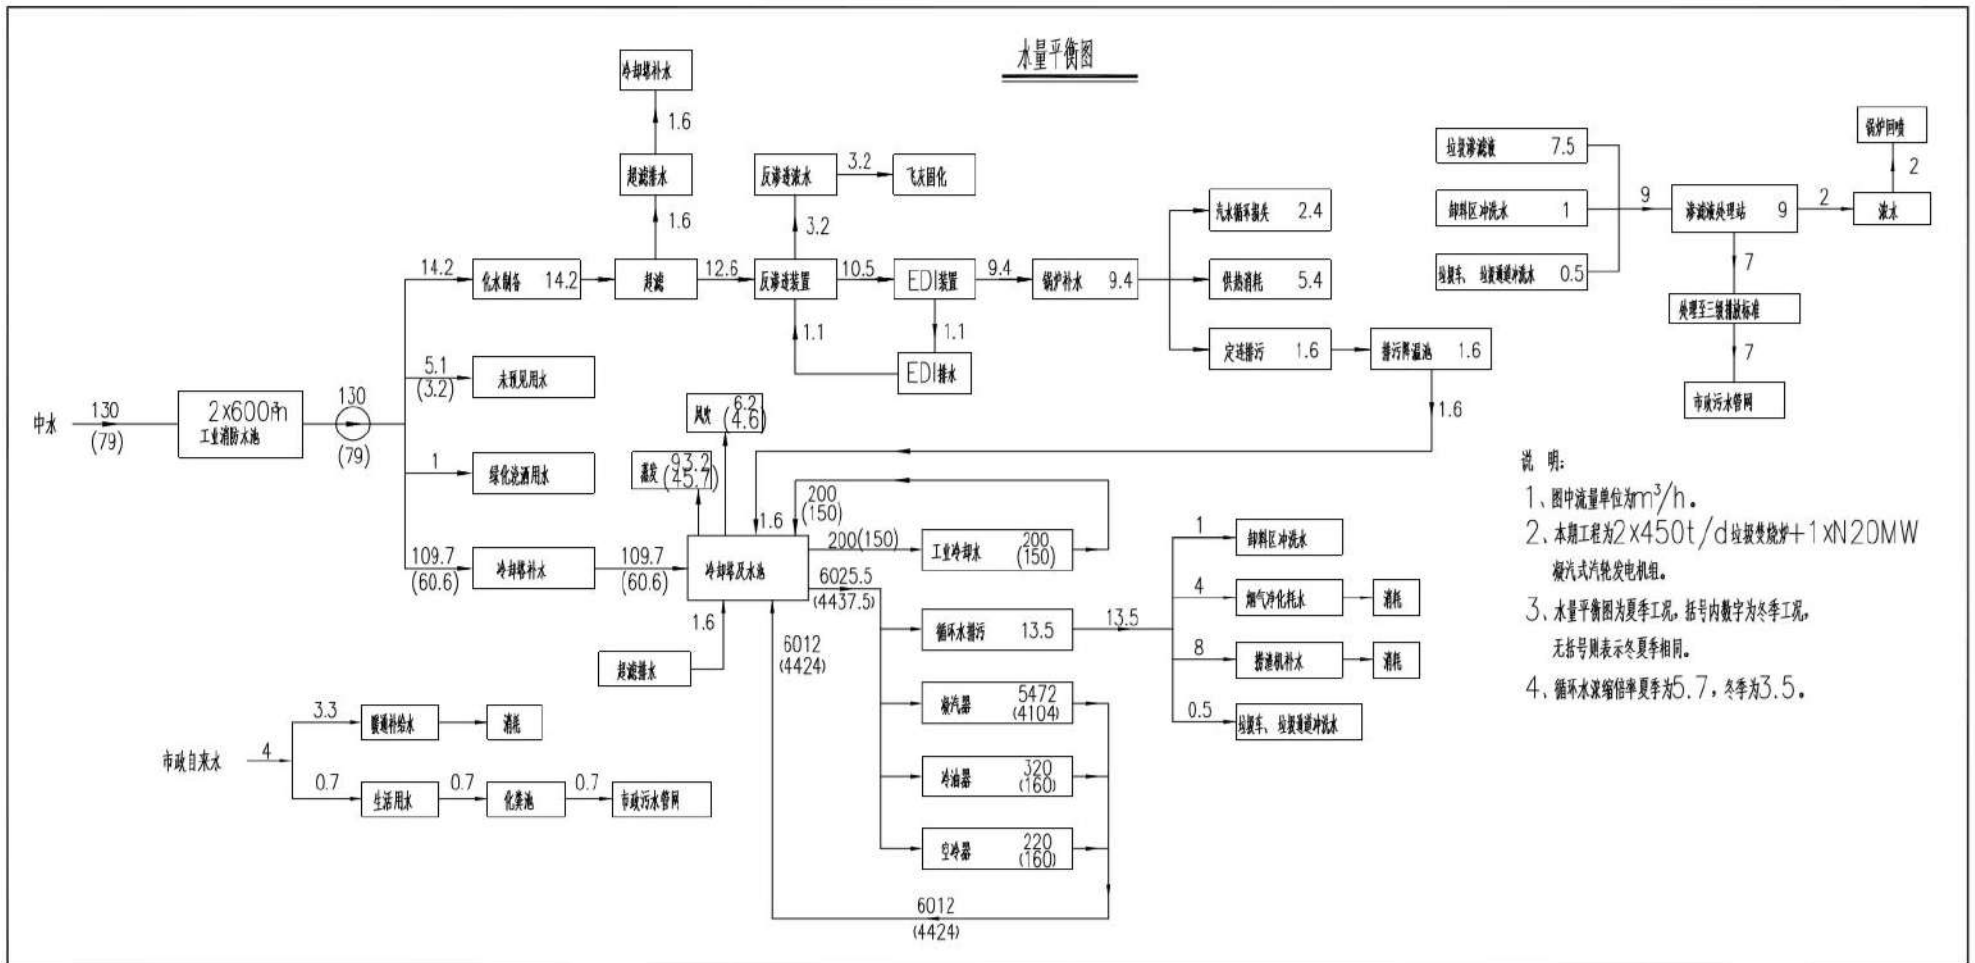 水量平衡图
冷却塔补水
1.6
超滤排水
1.6
反渗透浓水
3.2
飞灰固化
3.2
14.2
化水制备 14.2
超滤
12.6
反渗透装置
10.5
EDI装置
9.4
锅炉补水 9.4
1.1
1.1
EDI排水
汽水循环损失 2.4
供热消耗 5.4
定连排污 1.6
排污降温池 1.6
1.6
垃圾渗滤液 7.5
卸料区冲洗水 1
垃圾车、垃圾通道冲洗水 0.5
9
渗滤液处理站 9
2
浓水
2
锅炉回喷
7
处理至三级排放标准
7
市政污水管网
中水
130
(79)
2x600㎥
工业消防水池
130
(79)
5.1
(3.2)
未预见用水
1
绿化浇洒用水
109.7
(60.6)
冷却塔补水
109.7
(60.6)
风吹 6.2
(4.6)
蒸发 93.2
(45.7)
1.6
200
(150)
冷却塔及水池
200(150)
工业冷却水 200
(150)
6025.5
(4437.5)
1.6
超滤排水
6012
(4424)
循环水排污 13.5
13.5
凝汽器 5472
(4104)
冷油器 320
(160)
空冷器 220
(160)
6012
(4424)
1
卸料区冲洗水
4
烟气净化耗水
消耗
8
捞渣机补水
消耗
0.5
垃圾车、垃圾通道冲洗水
市政自来水
4
3.3
暖通补给水
消耗
0.7
生活用水
0.7
化粪池
0.7
市政污水管网
说 明:
1、图中流量单位为m³/h。
2、本期工程为2x450t/d垃圾焚烧炉+1xN20MW
凝汽式汽轮发电机组。
3、水量平衡图为夏季工况,括号内数字为冬季工况,
无括号则表示冬夏季相同。
4、循环水浓缩倍率夏季为5.7,冬季为3.5。